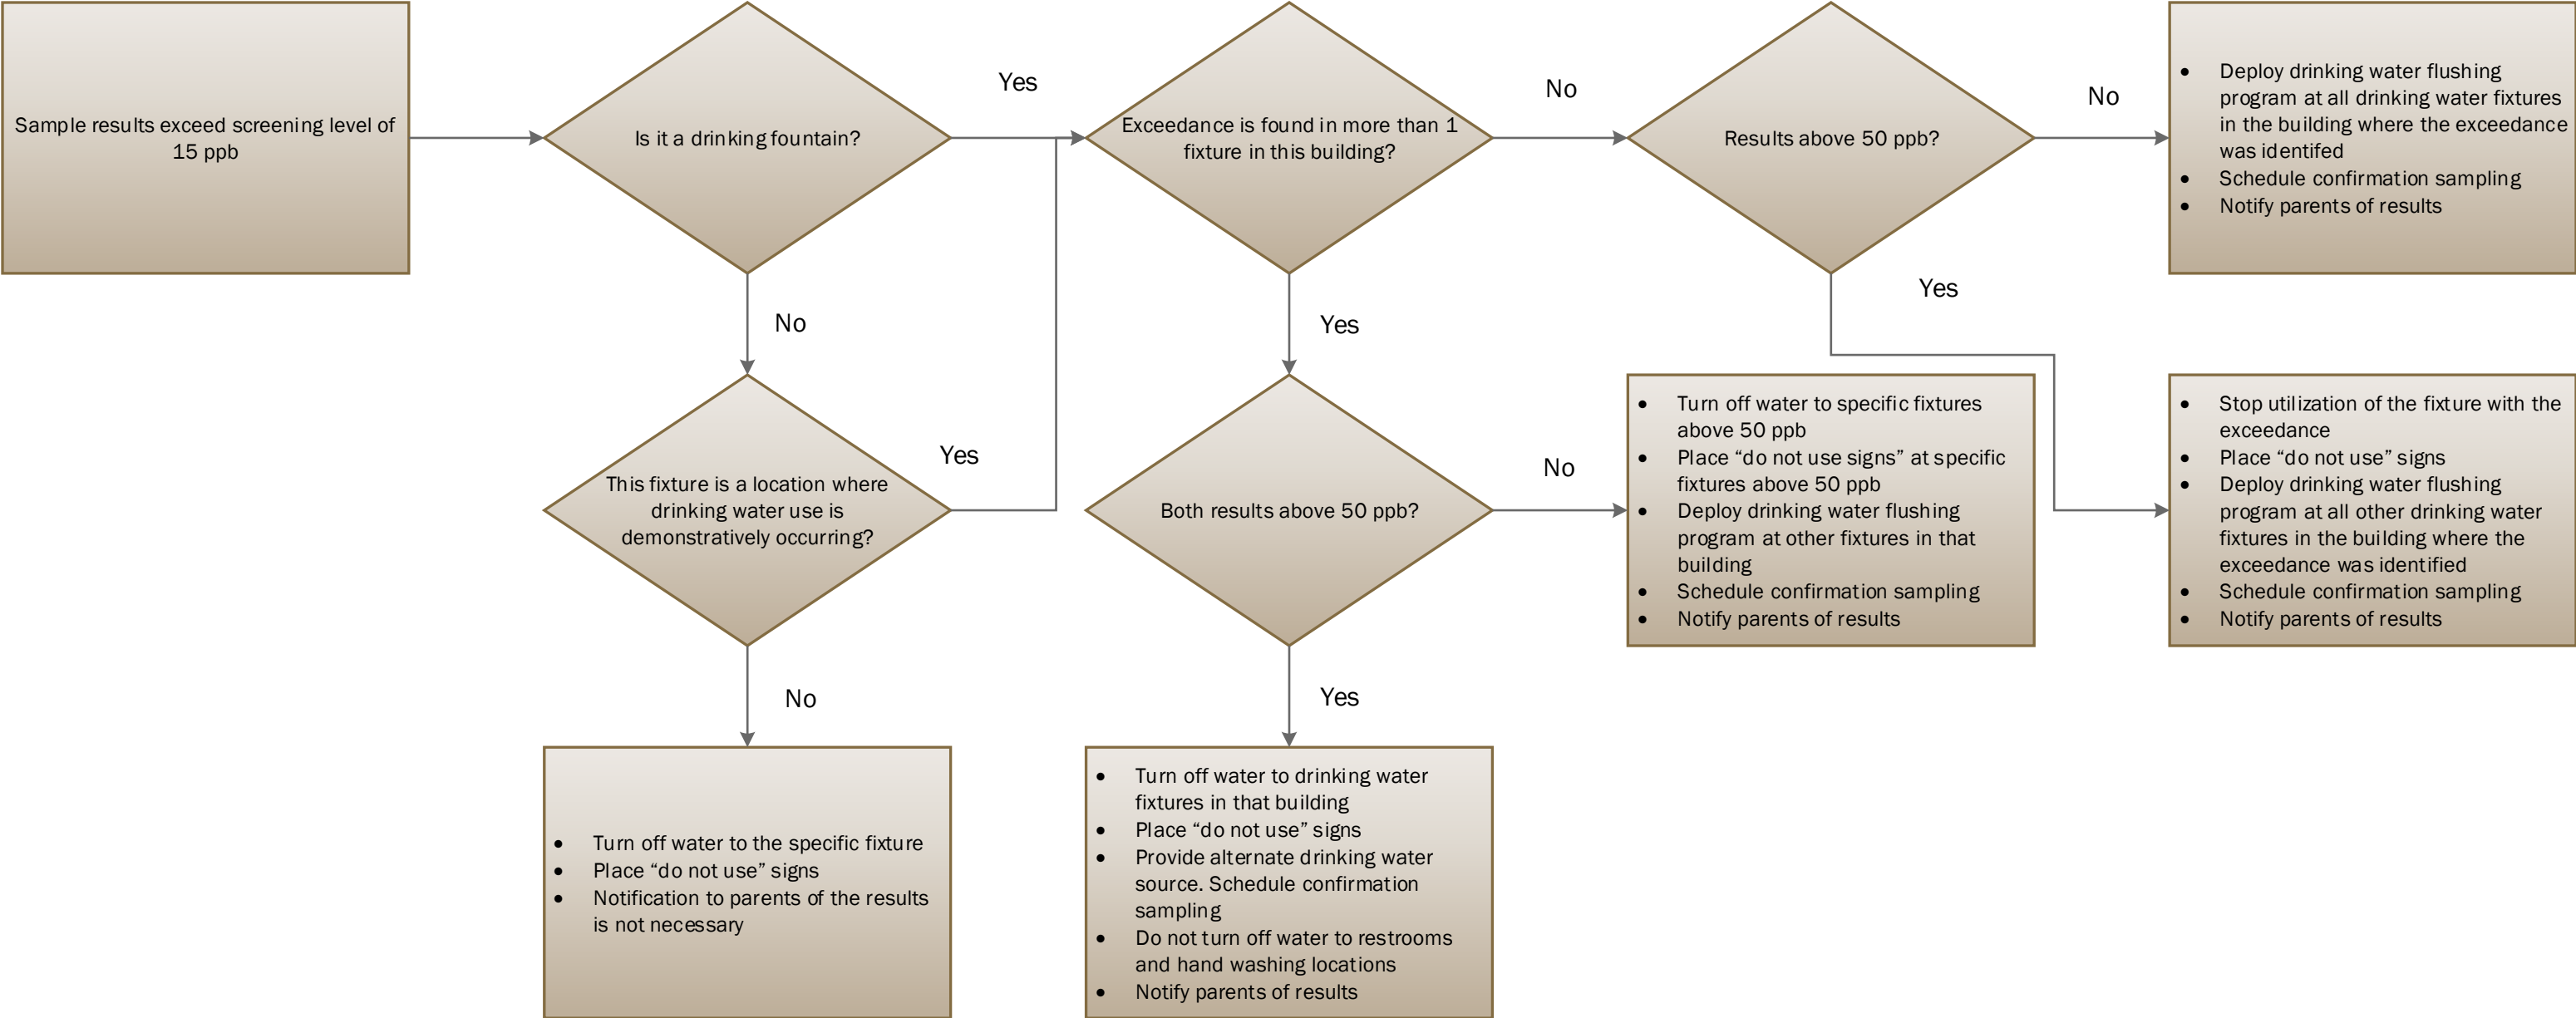 Sample results exceed screening level of
15 ppb
Is it a drinking fountain?
Yes
Exceedance is found in more than 1
fixture in this building?
No
Results above 50 ppb?
No
• Deploy drinking water flushing
program at all drinking water fixtures
in the building where the exceedance
was identifed
• Schedule confirmation sampling
• Notify parents of results
No
Yes
Yes
This fixture is a location where
drinking water use is
demonstratively occurring?
Yes
Both results above 50 ppb?
No
• Turn off water to specific fixtures
above 50 ppb
• Place “do not use signs” at specific
fixtures above 50 ppb
• Deploy drinking water flushing
program at other fixtures in that
building
• Schedule confirmation sampling
• Notify parents of results
• Stop utilization of the fixture with the
exceedance
• Place “do not use” signs
• Deploy drinking water flushing
program at all other drinking water
fixtures in the building where the
exceedance was identified
• Schedule confirmation sampling
• Notify parents of results
No
Yes
• Turn off water to the specific fixture
• Place “do not use” signs
• Notification to parents of the results
is not necessary
• Turn off water to drinking water
fixtures in that building
• Place “do not use” signs
• Provide alternate drinking water
source. Schedule confirmation
sampling
• Do not turn off water to restrooms
and hand washing locations
• Notify parents of results